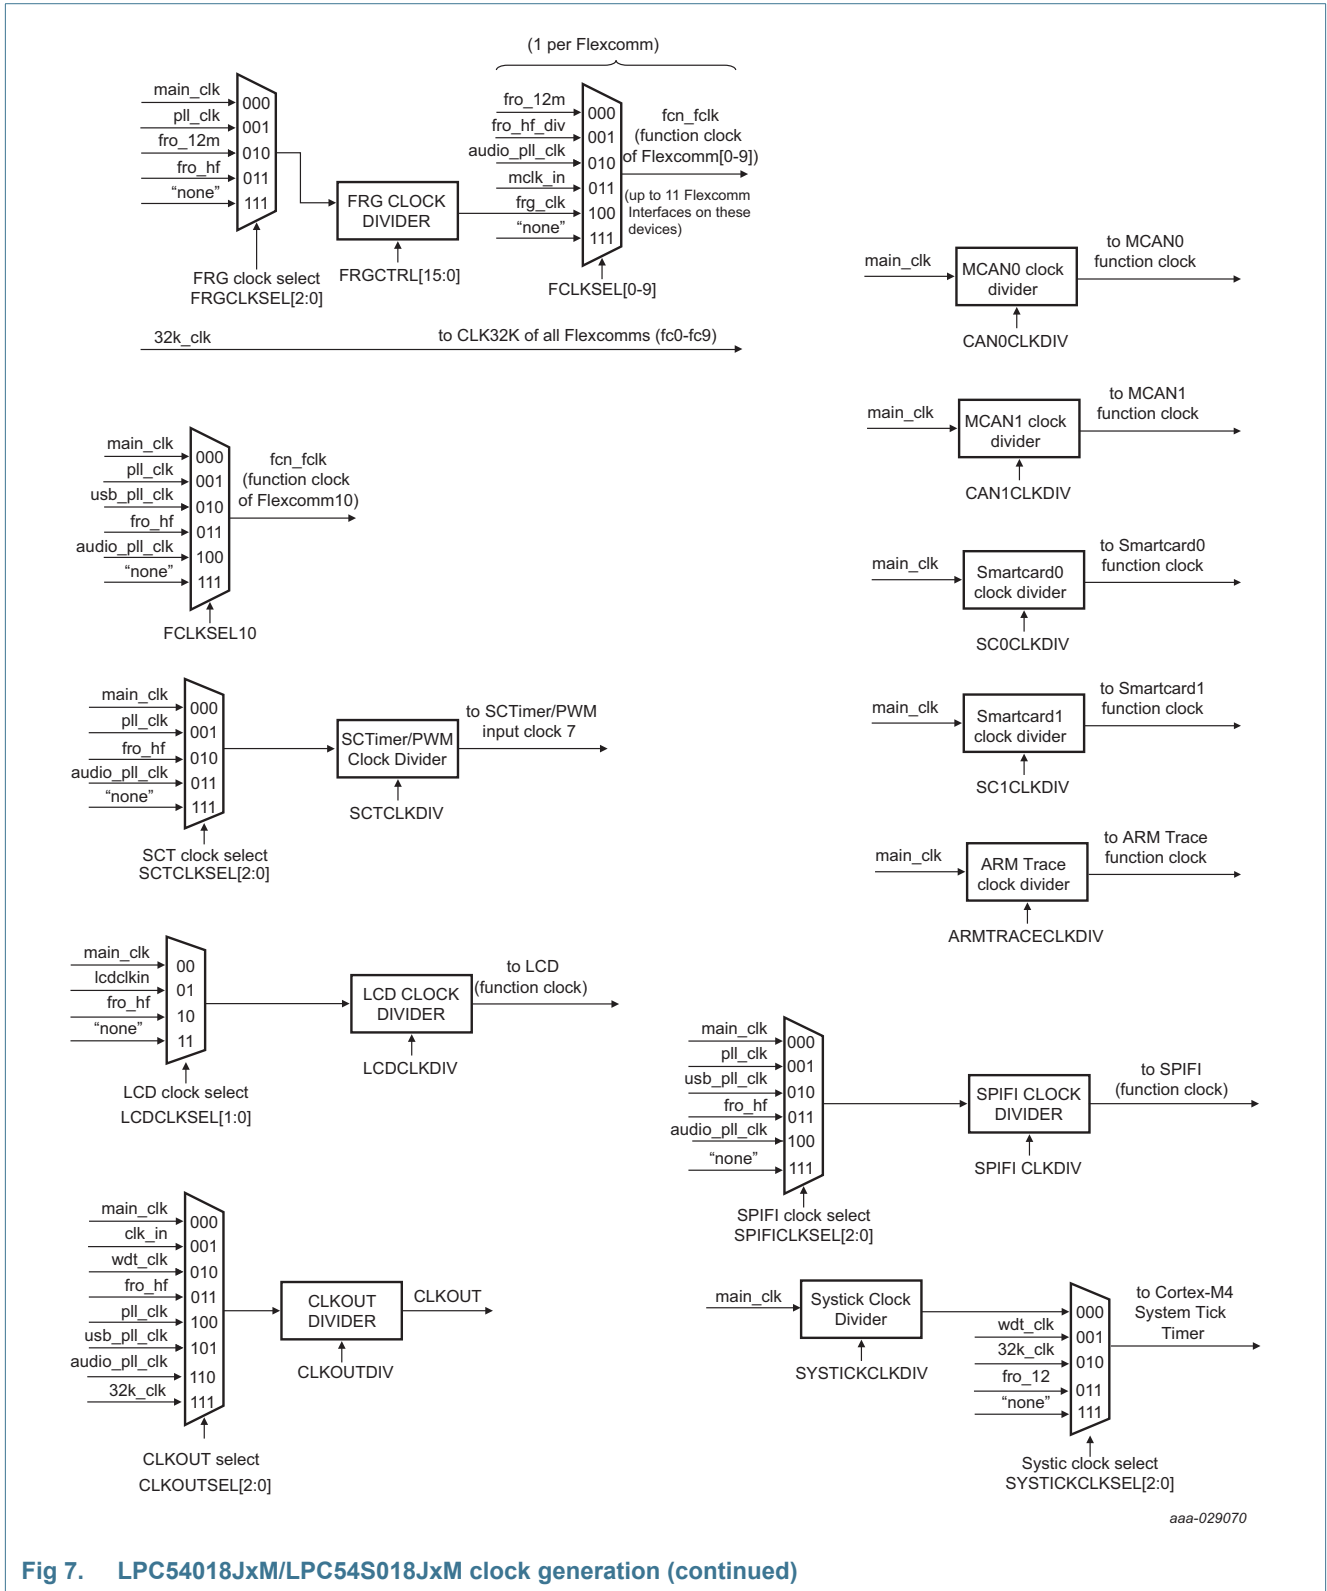 (1 per Flexcomm)
main_clk
000
pll_clk
001
fro_12m
010
fro_hf
011
“none”
111
FRG clock select
FRGCLKSEL[2:0]
FRG CLOCK
DIVIDER
FRGCTRL[15:0]
fro_12m
000
fro_hf_div
001
audio_pll_clk
010
mclk_in
011
frg_clk
100
“none”
111
FCLKSEL[0-9]
fcn_fclk
(function clock
of Flexcomm[0-9])
(up to 11 Flexcomm
Interfaces on these
devices)
32k_clk
to CLK32K of all Flexcomms (fc0-fc9)
main_clk
MCAN0 clock
divider
CAN0CLKDIV
to MCAN0
function clock
main_clk
MCAN1 clock
divider
CAN1CLKDIV
to MCAN1
function clock
main_clk
000
pll_clk
001
usb_pll_clk
010
fro_hf
011
audio_pll_clk
100
“none”
111
FCLKSEL10
fcn_fclk
(function clock
of Flexcomm10)
main_clk
Smartcard0
clock divider
SC0CLKDIV
to Smartcard0
function clock
main_clk
Smartcard1
clock divider
SC1CLKDIV
to Smartcard1
function clock
main_clk
000
pll_clk
001
fro_hf
010
audio_pll_clk
011
“none”
111
SCT clock select
SCTCLKSEL[2:0]
SCTimer/PWM
Clock Divider
SCTCLKDIV
to SCTimer/PWM
input clock 7
main_clk
ARM Trace
clock divider
ARMTRACECLKDIV
to ARM Trace
function clock
main_clk
00
lcdclkin
01
fro_hf
10
“none”
11
LCD clock select
LCDCLKSEL[1:0]
LCD CLOCK
DIVIDER
LCDCLKDIV
to LCD
(function clock)
main_clk
000
pll_clk
001
usb_pll_clk
010
fro_hf
011
audio_pll_clk
100
“none”
111
SPIFI clock select
SPIFICLKSEL[2:0]
SPIFI CLOCK
DIVIDER
SPIFI CLKDIV
to SPIFI
(function clock)
main_clk
000
clk_in
001
wdt_clk
010
fro_hf
011
pll_clk
100
usb_pll_clk
101
audio_pll_clk
110
32k_clk
111
CLKOUT select
CLKOUTSEL[2:0]
CLKOUT
DIVIDER
CLKOUTDIV
CLKOUT
main_clk
Systick Clock
Divider
SYSTICKCLKDIV
000
wdt_clk
001
32k_clk
010
fro_12
011
“none”
111
Systic clock select
SYSTICKCLKSEL[2:0]
to Cortex-M4
System Tick
Timer
aaa-029070
Fig 7. LPC54018JxM/LPC54S018JxM clock generation (continued)